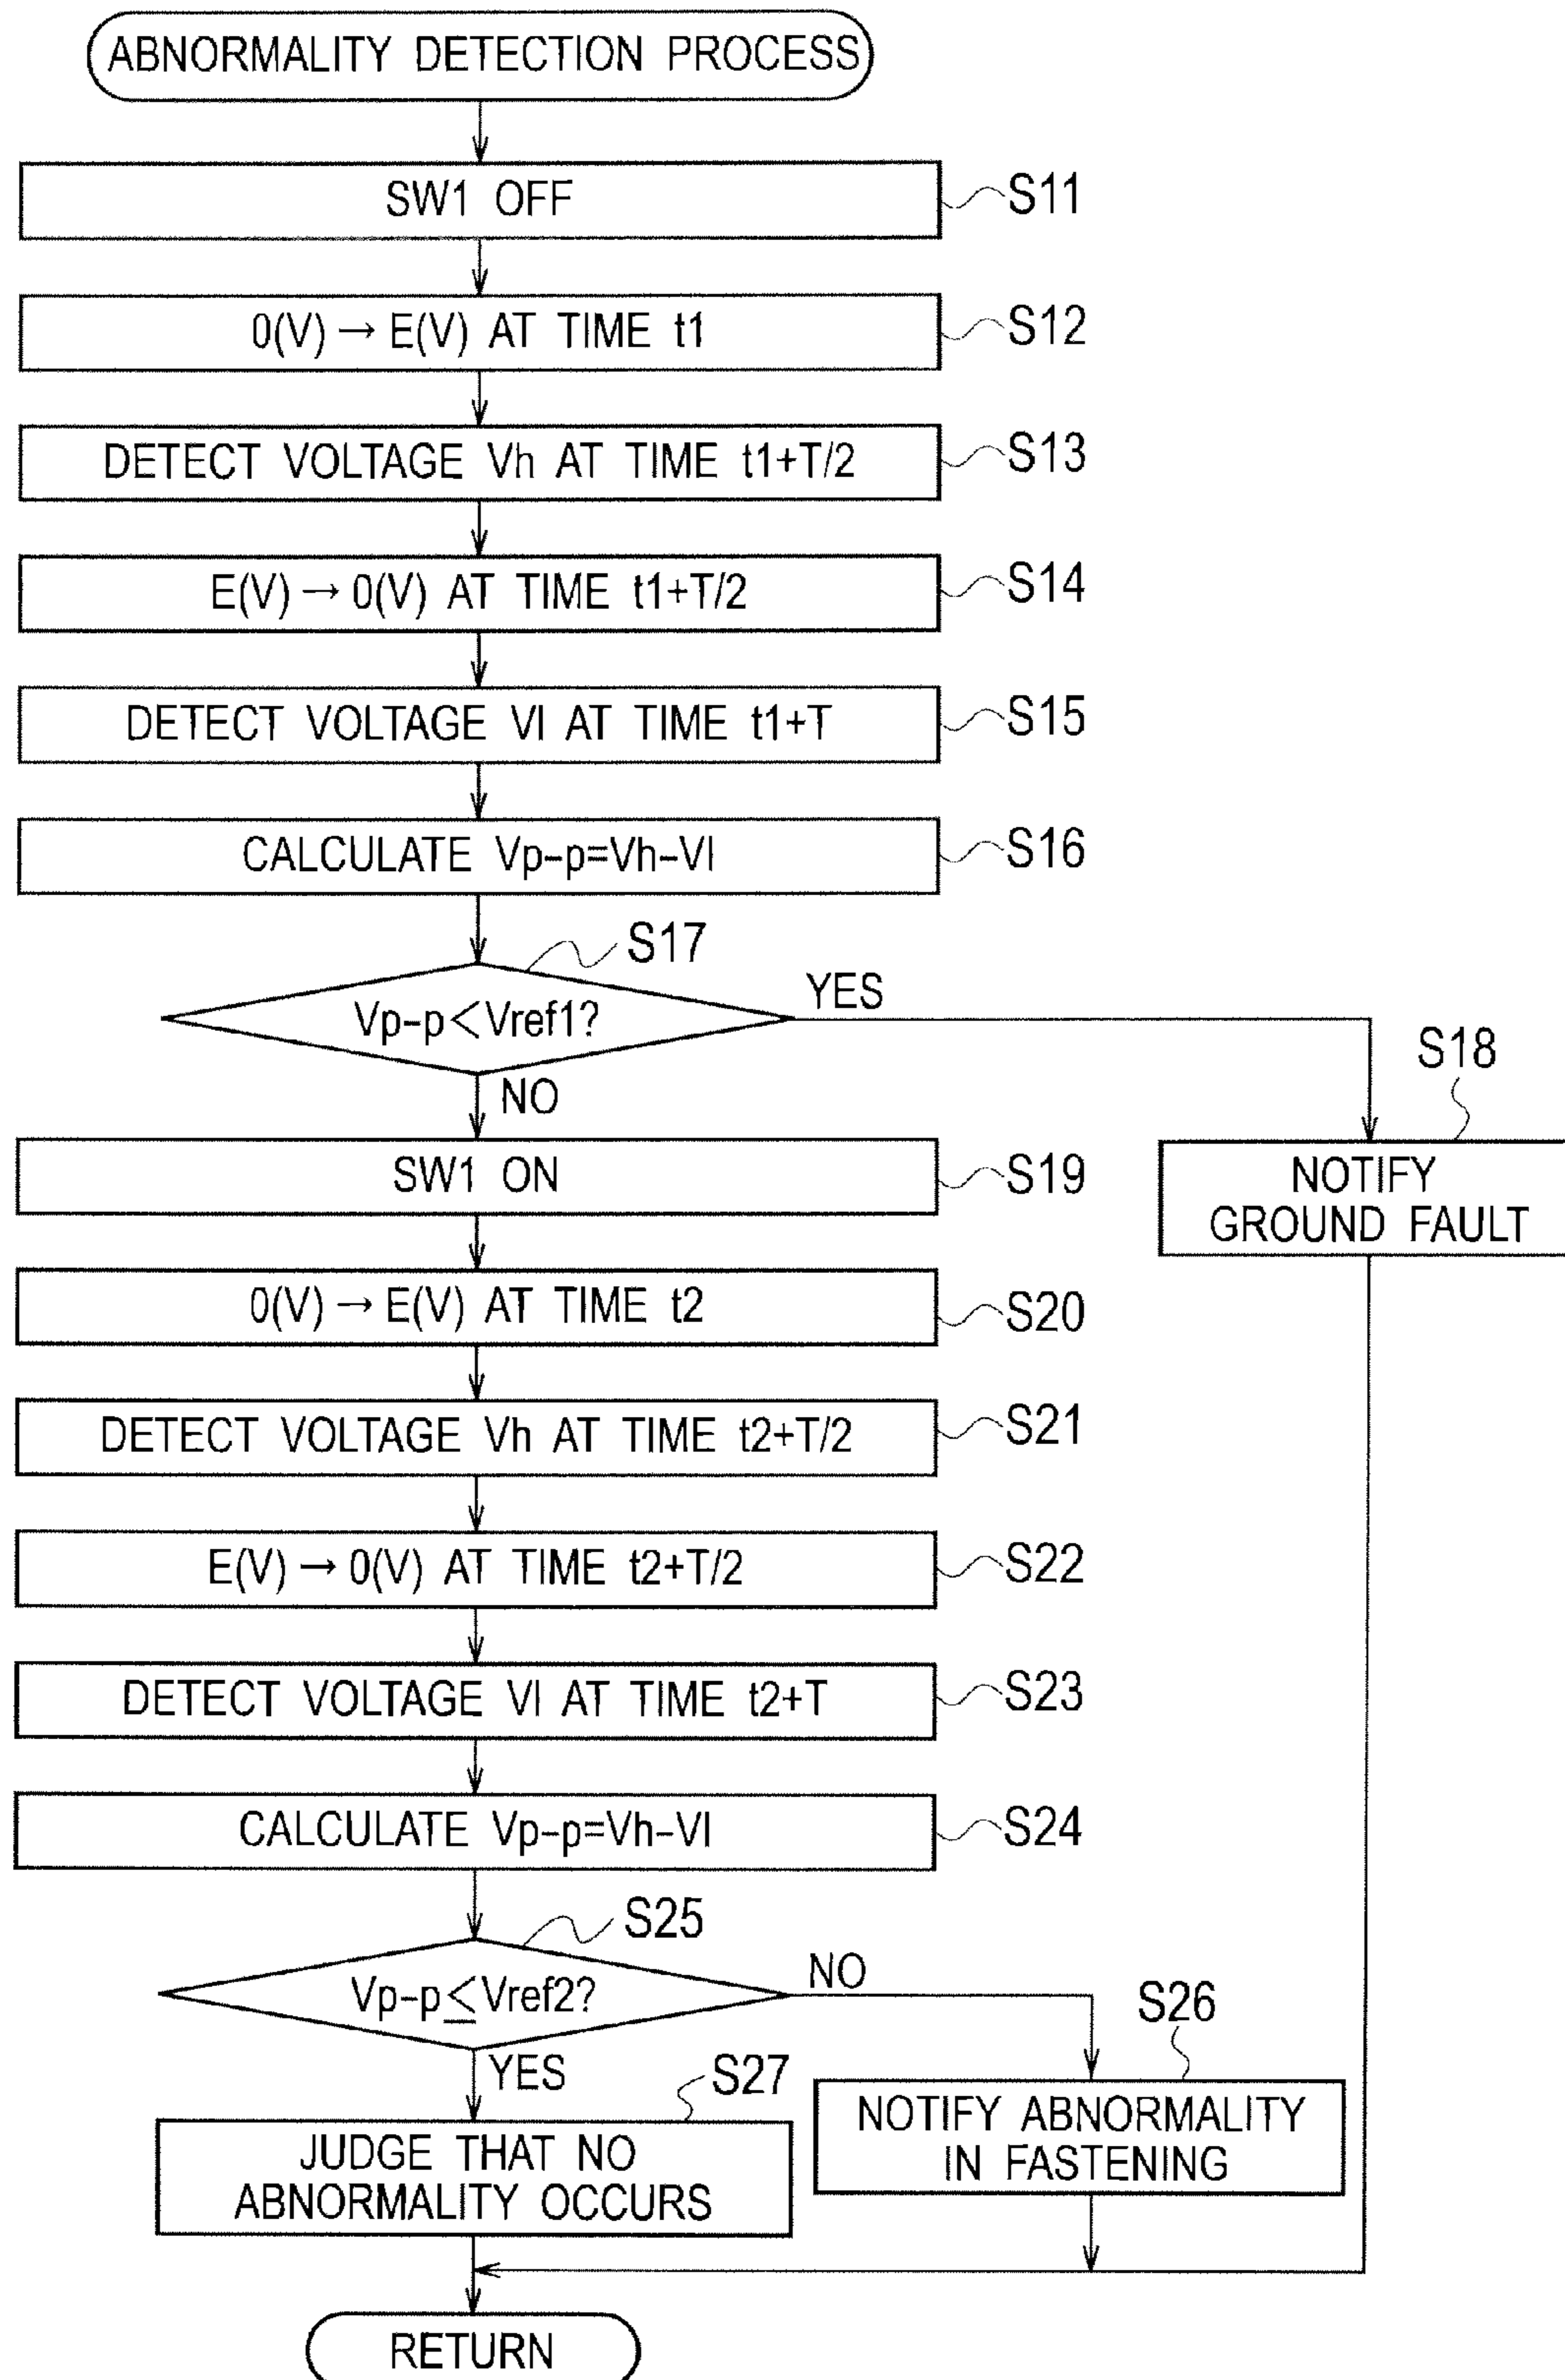 ABNORMALITY DETECTION PROCESS
SW1 OFF
S11
0(V) → E(V) AT TIME t1
S12
DETECT VOLTAGE Vh AT TIME t1+T/2
S13
E(V) → 0(V) AT TIME t1+T/2
S14
DETECT VOLTAGE Vl AT TIME t1+T
S15
CALCULATE Vp-p=Vh-Vl
S16
S17
Vp-p<Vref1?
YES
NO
S18
NOTIFY
GROUND FAULT
SW1 ON
S19
0(V) → E(V) AT TIME t2
S20
DETECT VOLTAGE Vh AT TIME t2+T/2
S21
E(V) → 0(V) AT TIME t2+T/2
S22
DETECT VOLTAGE Vl AT TIME t2+T
S23
CALCULATE Vp-p=Vh-Vl
S24
S25
Vp-p≤Vref2?
NO
YES
S26
NOTIFY ABNORMALITY
IN FASTENING
S27
JUDGE THAT NO
ABNORMALITY OCCURS
RETURN